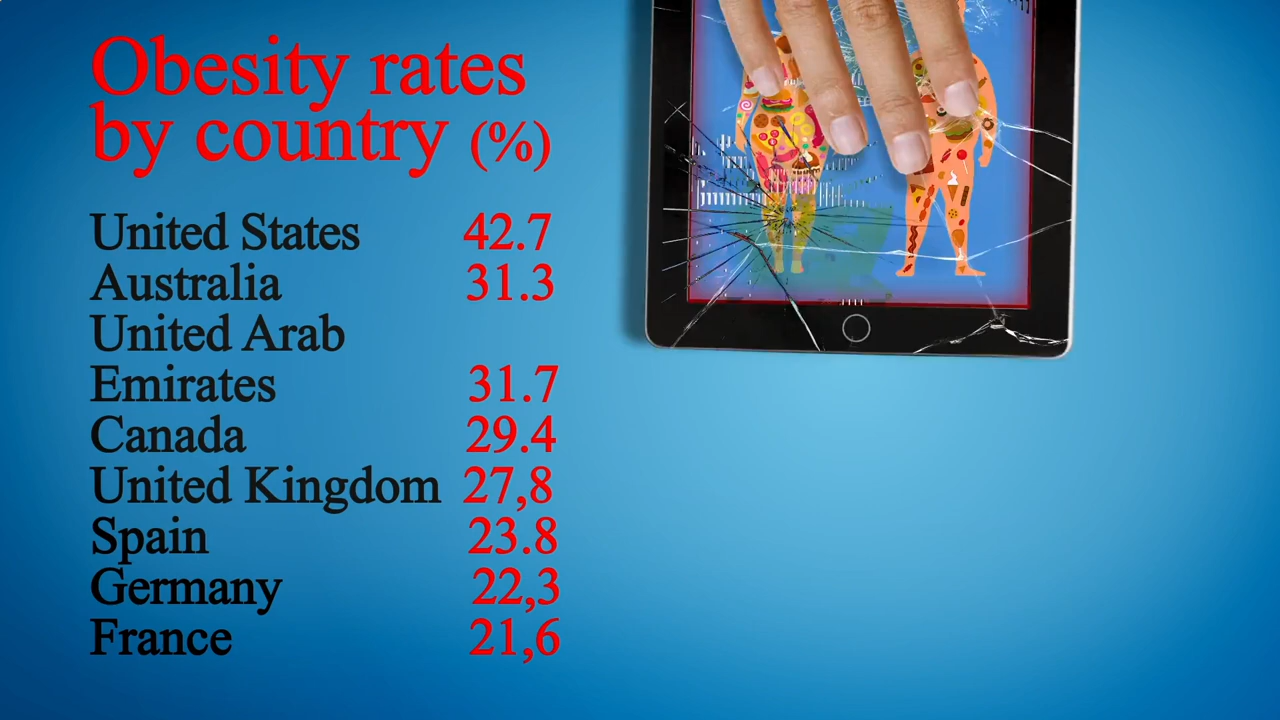 Obesity rates
by country (%)
United States 42.7
Australia 31.3
United Arab
Emirates 31.7
Canada 29.4
United Kingdom 27,8
Spain 23.8
Germany 22,3
France 21,6